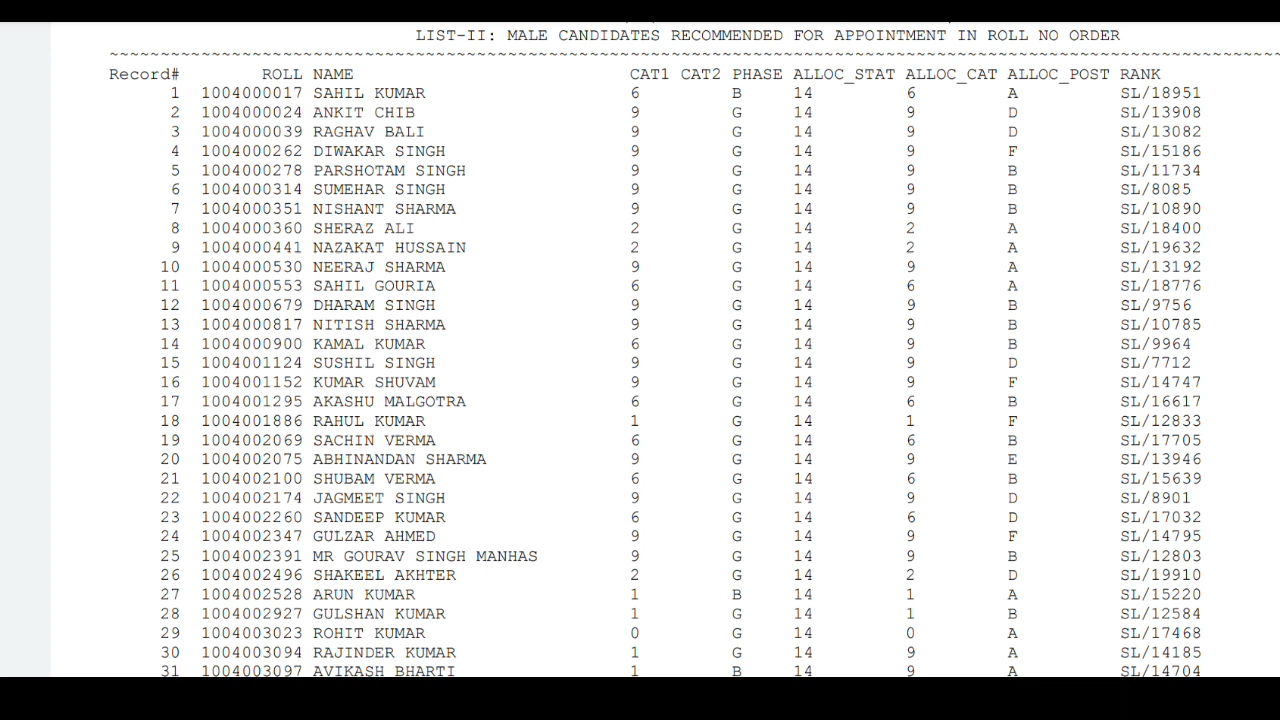 LIST-II: MALE CANDIDATES RECOMMENDED FOR APPOINTMENT IN ROLL NO ORDER
~~~~~~~~~~~~~~~~~~~~~~~~~~~~~~~~~~~~~~~~~~~~~~~~~~~~~~~~~~~~~~~~~~~~~~~~~~~~~~~~~~~~~~~~~~~~~~~~~~~~~~~~~~~~~~~~~~~
Record# ROLL NAME CAT1 CAT2 PHASE ALLOC_STAT ALLOC_CAT ALLOC_POST RANK
1 1004000017 SAHIL KUMAR 6 B 14 6 A SL/18951
2 1004000024 ANKIT CHIB 9 G 14 9 D SL/13908
3 1004000039 RAGHAV BALI 9 G 14 9 D SL/13082
4 1004000262 DIWAKAR SINGH 9 G 14 9 F SL/15186
5 1004000278 PARSHOTAM SINGH 9 G 14 9 B SL/11734
6 1004000314 SUMEHAR SINGH 9 G 14 9 B SL/8085
7 1004000351 NISHANT SHARMA 9 G 14 9 B SL/10890
8 1004000360 SHERAZ ALI 2 G 14 2 A SL/18400
9 1004000441 NAZAKAT HUSSAIN 2 G 14 2 A SL/19632
10 1004000530 NEERAJ SHARMA 9 G 14 9 A SL/13192
11 1004000553 SAHIL GOURIA 6 G 14 6 A SL/18776
12 1004000679 DHARAM SINGH 9 G 14 9 B SL/9756
13 1004000817 NITISH SHARMA 9 G 14 9 B SL/10785
14 1004000900 KAMAL KUMAR 6 G 14 6 B SL/9964
15 1004001124 SUSHIL SINGH 9 G 14 9 D SL/7712
16 1004001152 KUMAR SHUVAM 9 G 14 9 F SL/14747
17 1004001295 AKASHU MALGOTRA 6 G 14 6 B SL/16617
18 1004001886 RAHUL KUMAR 1 G 14 1 F SL/12833
19 1004002069 SACHIN VERMA 6 G 14 6 B SL/17705
20 1004002075 ABHINANDAN SHARMA 9 G 14 9 E SL/13946
21 1004002100 SHUBAM VERMA 6 G 14 6 B SL/15639
22 1004002174 JAGMEET SINGH 9 G 14 9 D SL/8901
23 1004002260 SANDEEP KUMAR 6 G 14 6 D SL/17032
24 1004002347 GULZAR AHMED 9 G 14 9 F SL/14795
25 1004002391 MR GOURAV SINGH MANHAS 9 G 14 9 B SL/12803
26 1004002496 SHAKEEL AKHTER 2 G 14 2 D SL/19910
27 1004002528 ARUN KUMAR 1 B 14 1 A SL/15220
28 1004002927 GULSHAN KUMAR 1 G 14 1 B SL/12584
29 1004003023 ROHIT KUMAR 0 G 14 0 A SL/17468
30 1004003094 RAJINDER KUMAR 1 G 14 9 A SL/14185
31 1004003097 AVIKASH BHARTI 1 B 14 9 A SL/14704